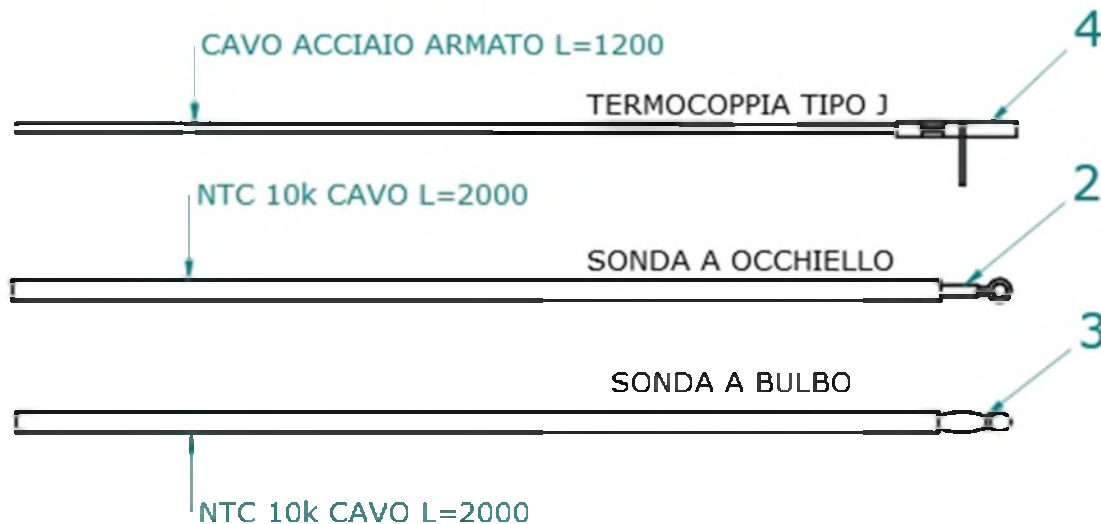 CAVO ACCIAIO ARMATO L=1200
4
TERMOCOPPIA TIPO J
NTC 10k CAVO L=2000
2
SONDA A OCCHIELLO
3
SONDA A BULBO
NTC 10k CAVO L=2000